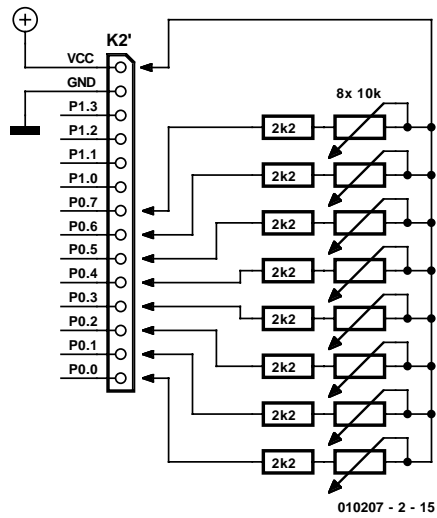 K2'
VCC
GND
P1.3
P1.2
P1.1
P1.0
P0.7
P0.6
P0.5
P0.4
P0.3
P0.2
P0.1
P0.0
8x 10k
2k2
2k2
2k2
2k2
2k2
2k2
2k2
2k2
010207 - 2 - 15